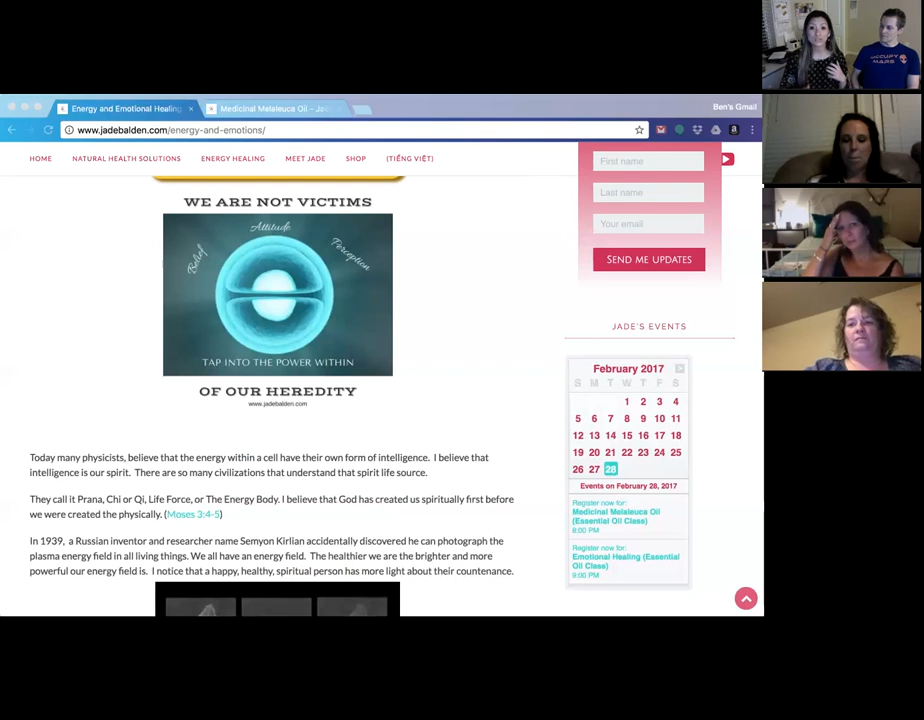 OCCUPY
MARS
Energy and Emotional Healing
Medicinal Melaleuca Oil – Ja
Ben's Gmail
www.jadebalden.com/energy-and-emotions/
HOME
NATURAL HEALTH SOLUTIONS
ENERGY HEALING
MEET JADE
SHOP
(TIẾNG VIỆT)
WE ARE NOT VICTIMS
Attitude
Belief
Perception
TAP INTO THE POWER WITHIN
OF OUR HEREDITY
www.jadebalden.com
Today many physicists, believe that the energy within a cell have their own form of intelligence. I believe that
intelligence is our spirit. There are so many civilizations that understand that spirit life source.
They call it Prana, Chi or Qi, Life Force, or The Energy Body. I believe that God has created us spiritually first before
we were created the physically. (Moses 3:4-5)
In 1939, a Russian inventor and researcher name Semyon Kirlian accidentally discovered he can photograph the
plasma energy field in all living things. We all have an energy field. The healthier we are the brighter and more
powerful our energy field is. I notice that a happy, healthy, spiritual person has more light about their countenance.
First name
Last name
Your email
SEND ME UPDATES
JADE'S EVENTS
February 2017
S M T W T F S
1 2 3 4
5 6 7 8 9 10 11
12 13 14 15 16 17 18
19 20 21 22 23 24 25
26 27 28
Events on February 28, 2017
Register now for:
Medicinal Melaleuca Oil
(Essential Oil Class)
8:00 PM
Register now for:
Emotional Healing (Essential
Oil Class)
9:00 PM